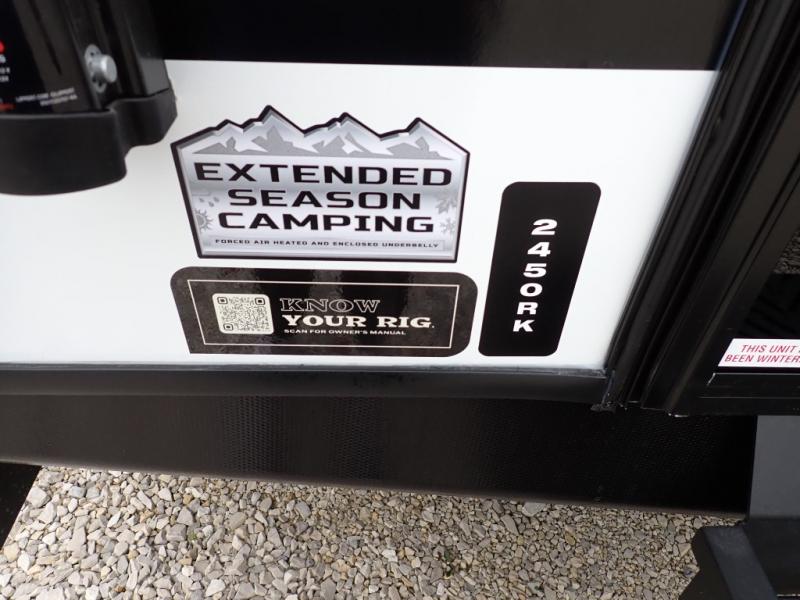 EXTENDED
SEASON
CAMPING
FORCED AIR HEATED AND ENCLOSED UNDERBELLY
KNOW
YOUR RIG.
SCAN FOR OWNER'S MANUAL
2450RK
THIS UNIT
BEEN WINTER